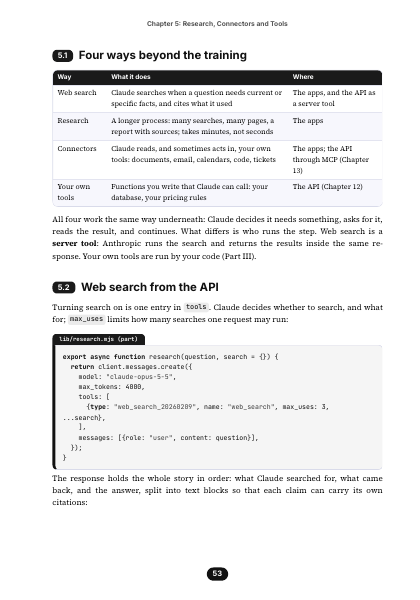 Chapter 5: Research, Connectors and Tools
5.1 Four ways beyond the training
Way What it does Where
Web search Claude searches when a question needs current or The apps, and the API as
specific facts, and cites what it used a server tool
Research A longer process: many searches, many pages, a The apps
report with sources; takes minutes, not seconds
Connectors Claude reads, and sometimes acts in, your own The apps; the API
tools: documents, email, calendars, code, tickets through MCP (Chapter
13)
Your own Functions you write that Claude can call: your The API (Chapter 12)
tools database, your pricing rules
All four work the same way underneath: Claude decides it needs something, asks for it,
reads the result, and continues. What differs is who runs the step. Web search is a
server tool: Anthropic runs the search and returns the results inside the same re-
sponse. Your own tools are run by your code (Part III).
5.2 Web search from the API
Turning search on is one entry in tools. Claude decides whether to search, and what
for; max_uses limits how many searches one request may run:
lib/research.mjs (part)
export async function research(question, search = {}) {
return client.messages.create({
model: "claude-opus-5-5",
max_tokens: 4000,
tools: [
{type: "web_search_20260209", name: "web_search", max_uses: 3,
...search},
],
messages: [{role: "user", content: question}],
});
}
The response holds the whole story in order: what Claude searched for, what came
back, and the answer, split into text blocks so that each claim can carry its own
citations:
53